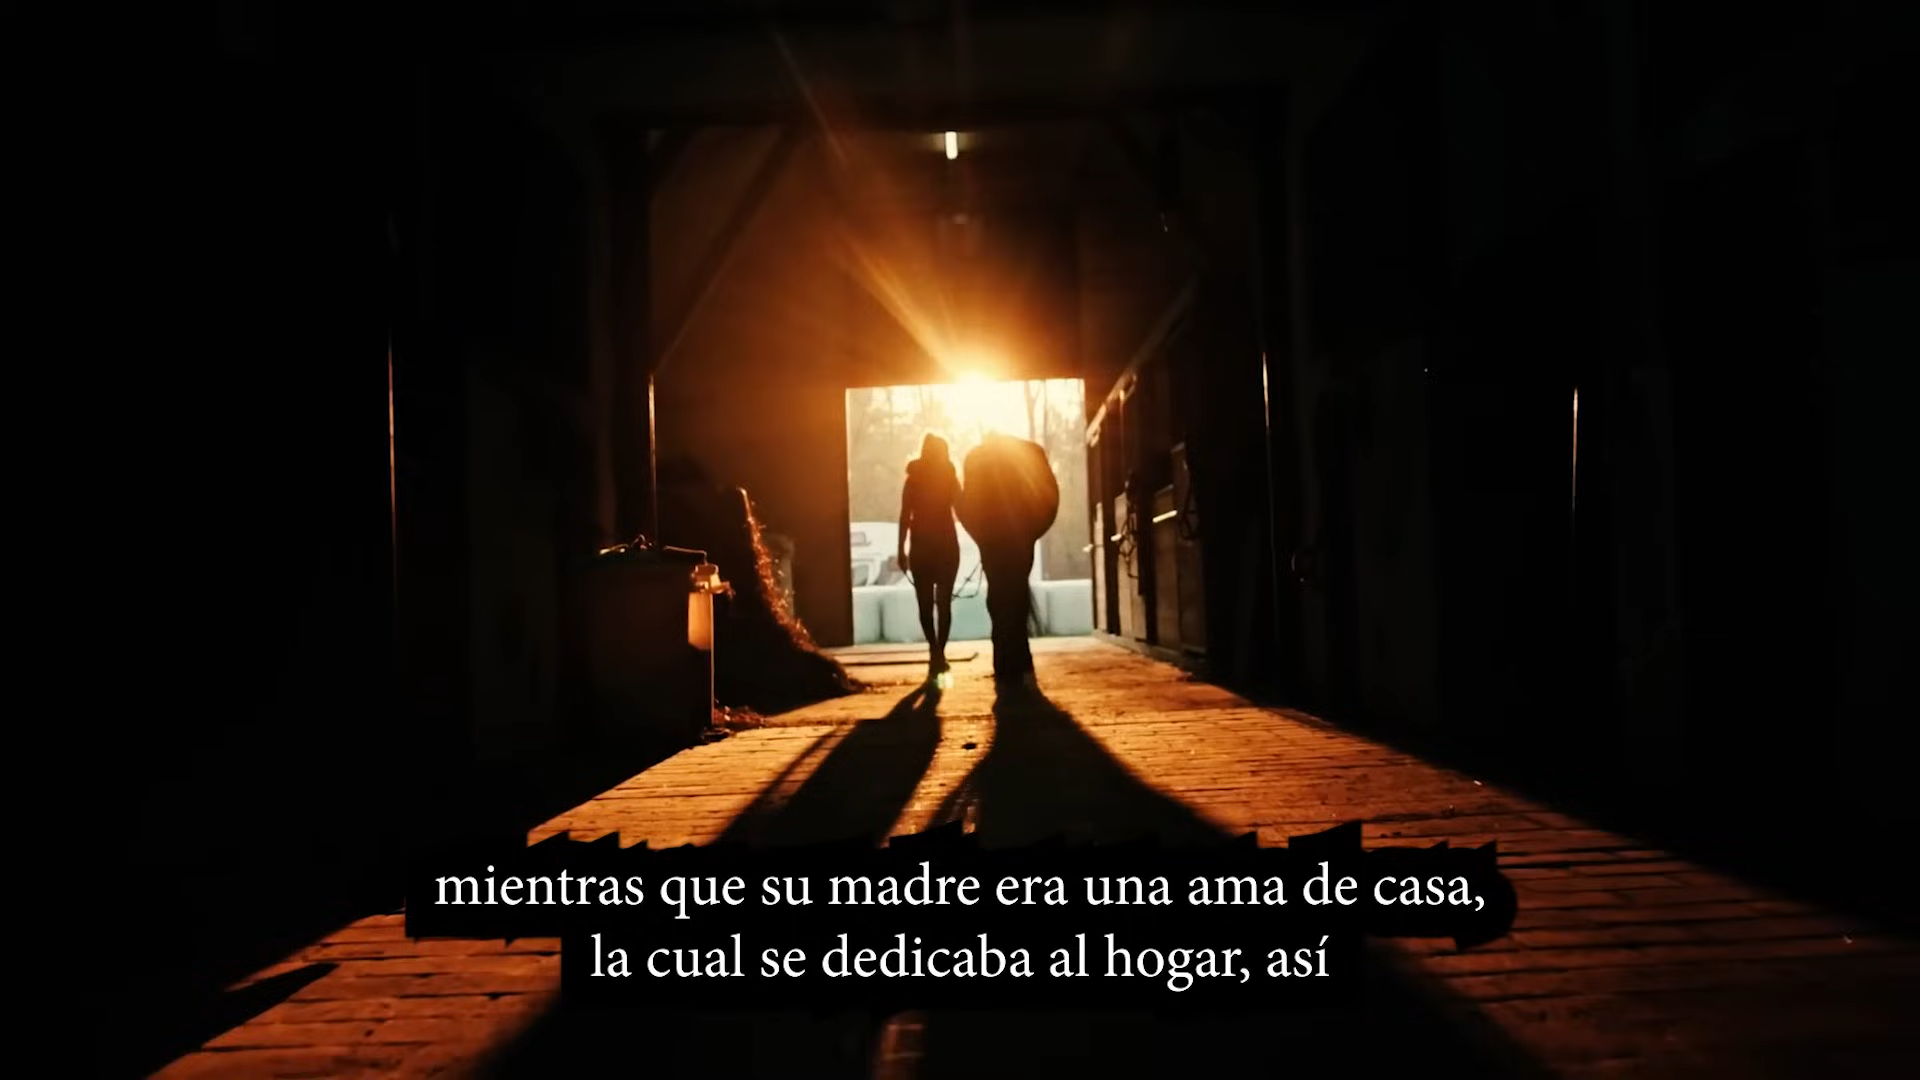 mientras que su madre era una ama de casa,
la cual se dedicaba al hogar, así